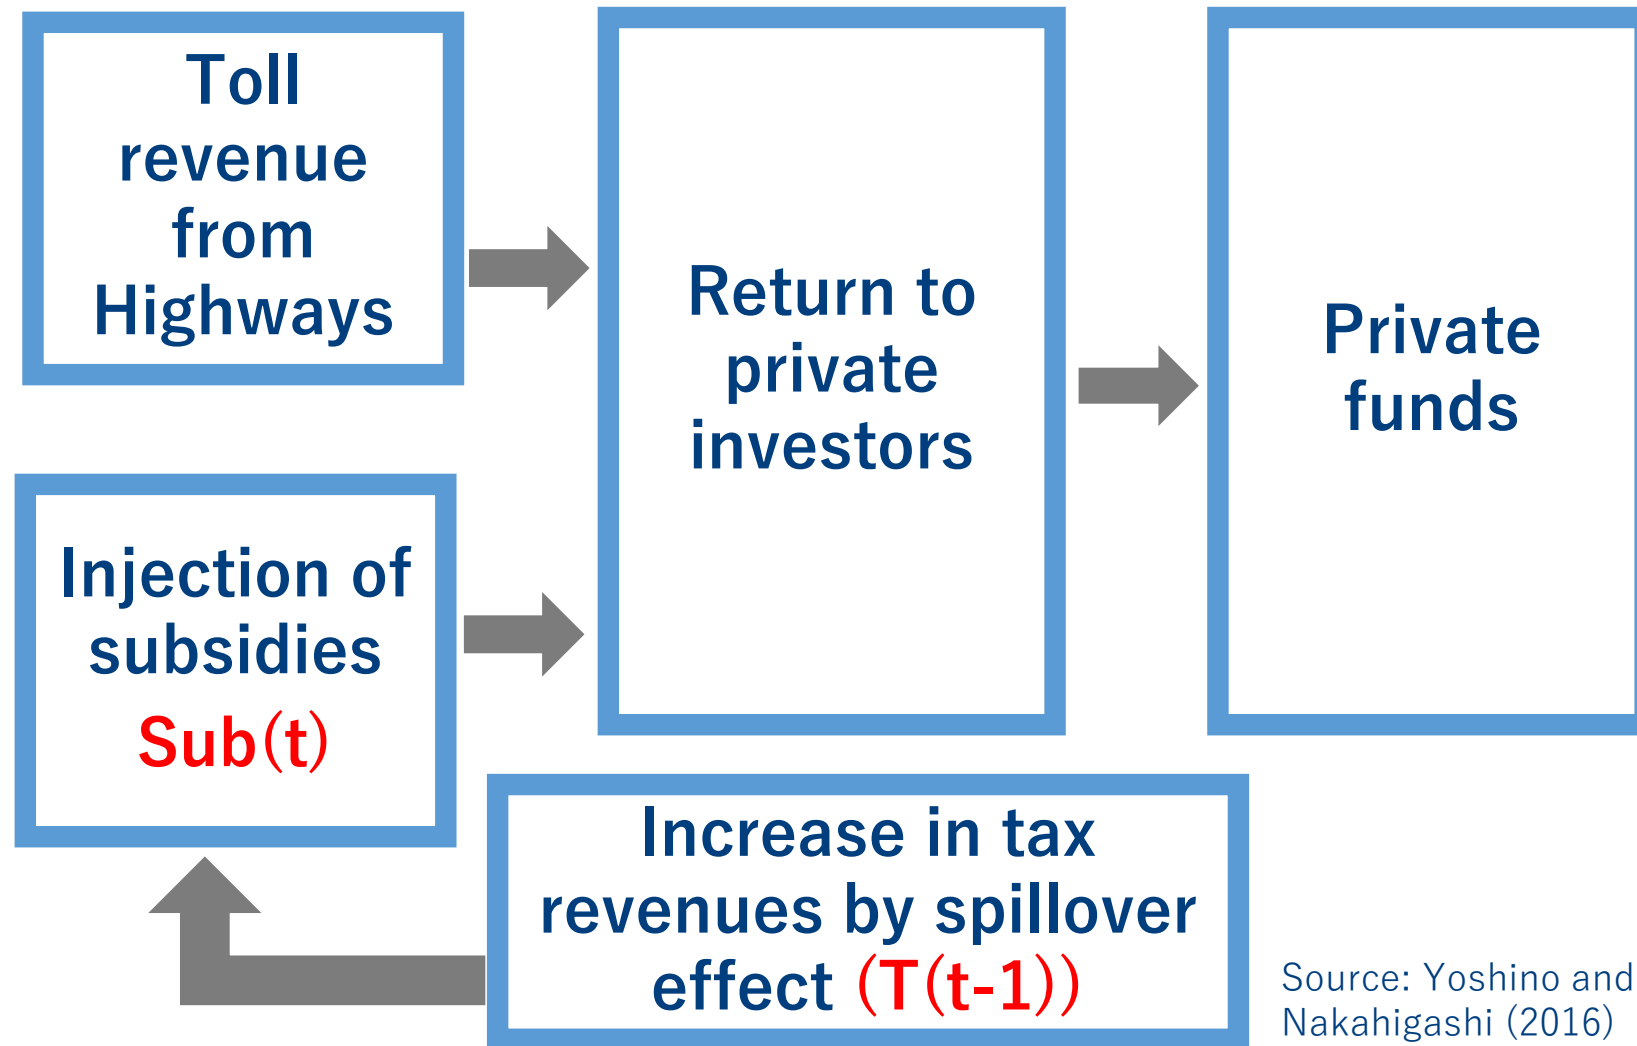 Toll
revenue
from
Highways
Return to
private
investors
Private
funds
Injection of
subsidies
Sub(t)
Increase in tax
revenues by spillover
effect (T(t-1))
Source: Yoshino and
Nakahigashi (2016)